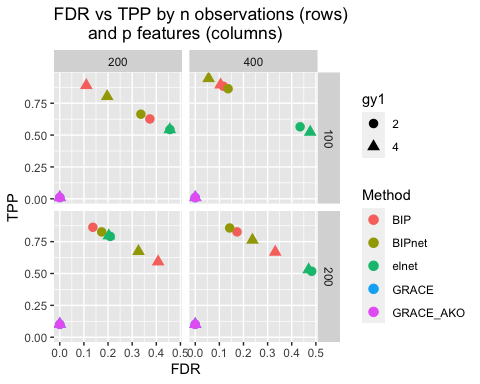 FDR vs TPP by n observations (rows)
and p features (columns)
200
400
0.75
0.50
0.25
0.00
100
0.75
0.50
0.25
0.00
200
TPP
0.0 0.1 0.2 0.3 0.4 0.5
0.0 0.1 0.2 0.3 0.4 0.5
FDR
gy1
2
4
Method
BIP
BIPnet
elnet
GRACE
GRACE_AKO